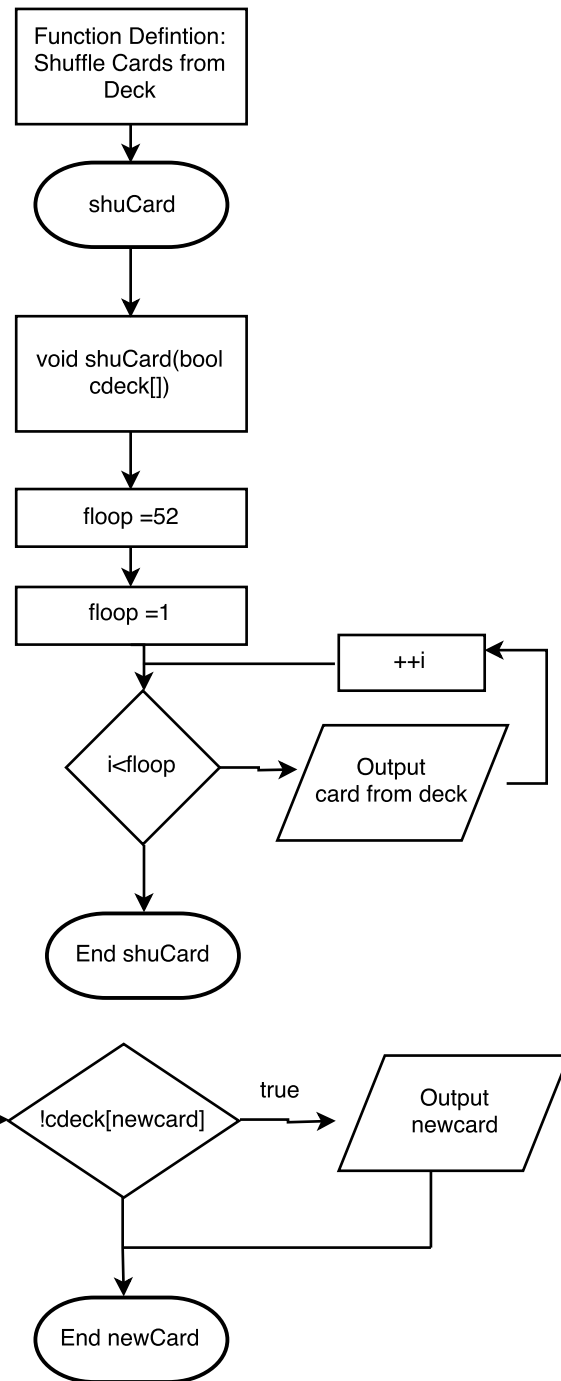 Function Defintion:
Shuffle Cards from
Deck
shuCard
void shuCard(bool
cdeck[])
floop =52
floop =1
++i
i<floop
Output
card from deck
End shuCard
!cdeck[newcard]
true
Output
newcard
End newCard